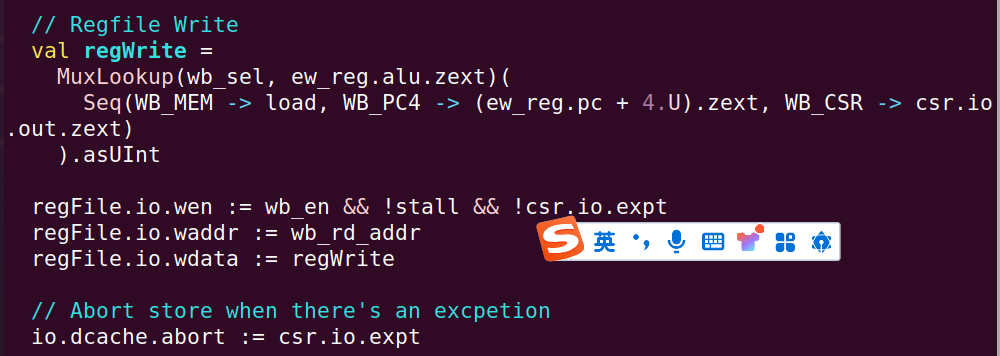 // Regfile Write
val regWrite =
MuxLookup(wb_sel, ew_reg.alu.zext)(
Seq(WB_MEM -> load, WB_PC4 -> (ew_reg.pc + 4.U).zext, WB_CSR -> csr.io
.out.zext)
).asUInt
regFile.io.wen := wb_en && !stall && !csr.io.expt
regFile.io.waddr := wb_rd_addr
S 英
regFile.io.wdata := regWrite
// Abort store when there's an excpetion
io.dcache.abort := csr.io.expt